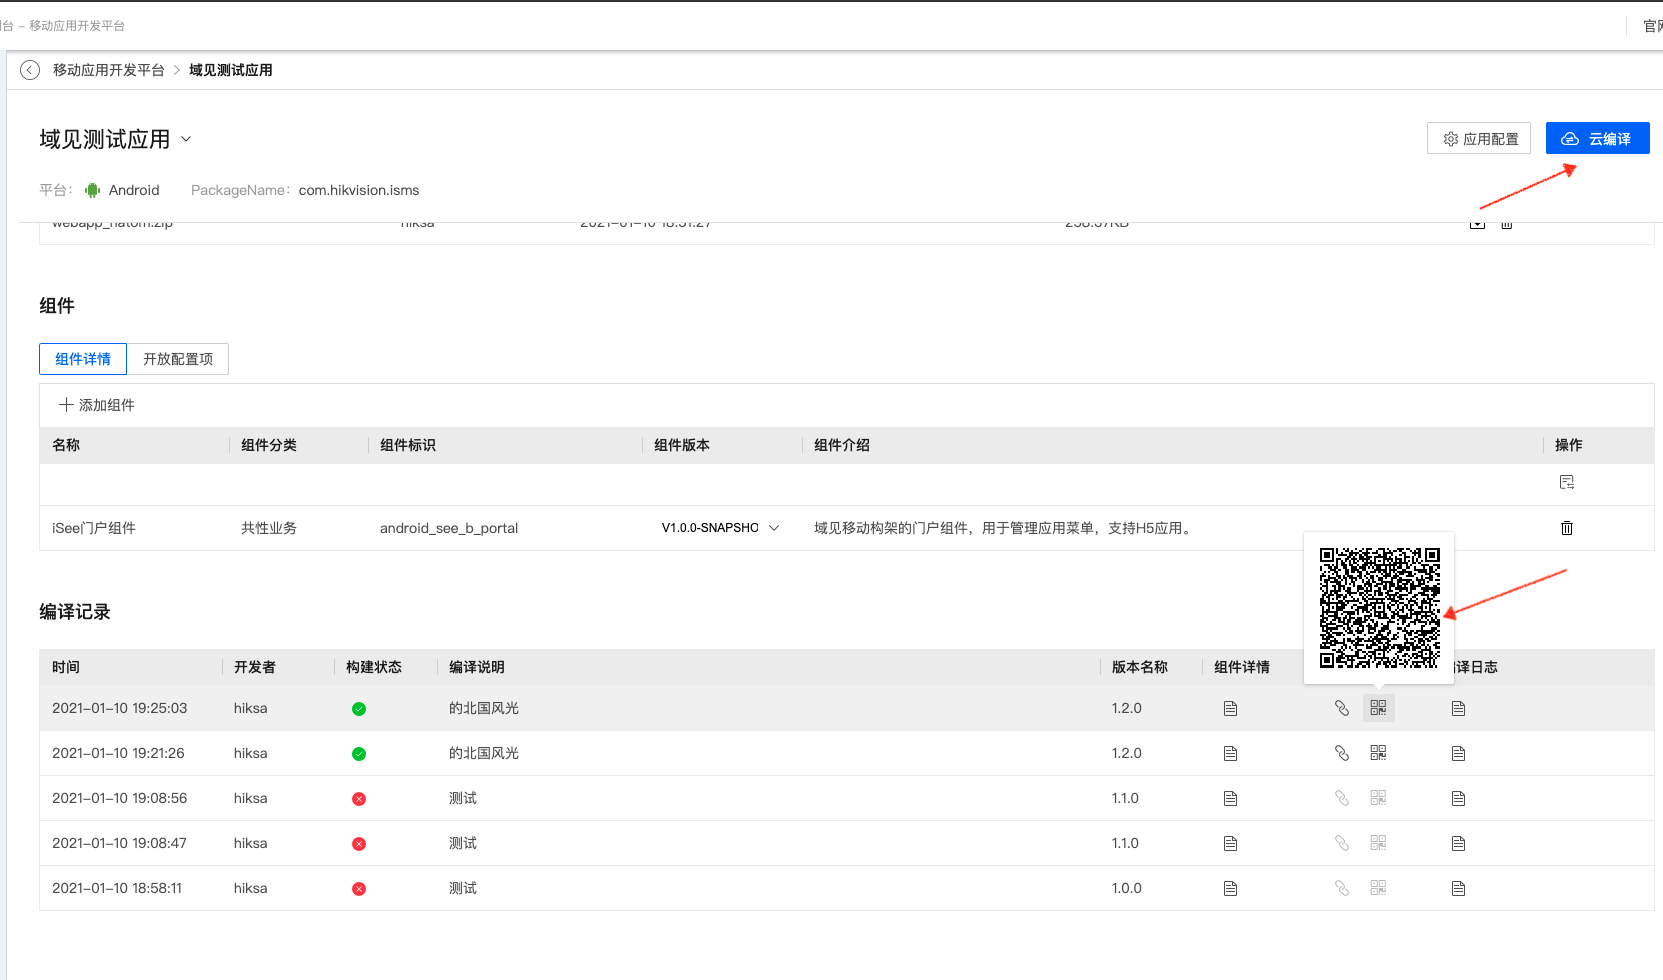 台 – 移动应用开发平台
官
移动应用开发平台 > 域见测试应用
域见测试应用
应用配置
云编译
平台： Android PackageName：com.hikvision.isms
webapp_natom.zip hiksa 2021-01-10 18:51:27
组件
组件详情 开放配置项
添加组件
名称 组件分类 组件标识 组件版本 组件介绍 操作
iSee门户组件 共性业务 android_see_b_portal V1.0.0-SNAPSHO 域见移动构架的门户组件，用于管理应用菜单，支持H5应用。
编译记录
时间 开发者 构建状态 编译说明 版本名称 组件详情 译日志
2021-01-10 19:25:03 hiksa 的北国风光 1.2.0
2021-01-10 19:21:26 hiksa 的北国风光 1.2.0
2021-01-10 19:08:56 hiksa 测试 1.1.0
2021-01-10 19:08:47 hiksa 测试 1.1.0
2021-01-10 18:58:11 hiksa 测试 1.0.0